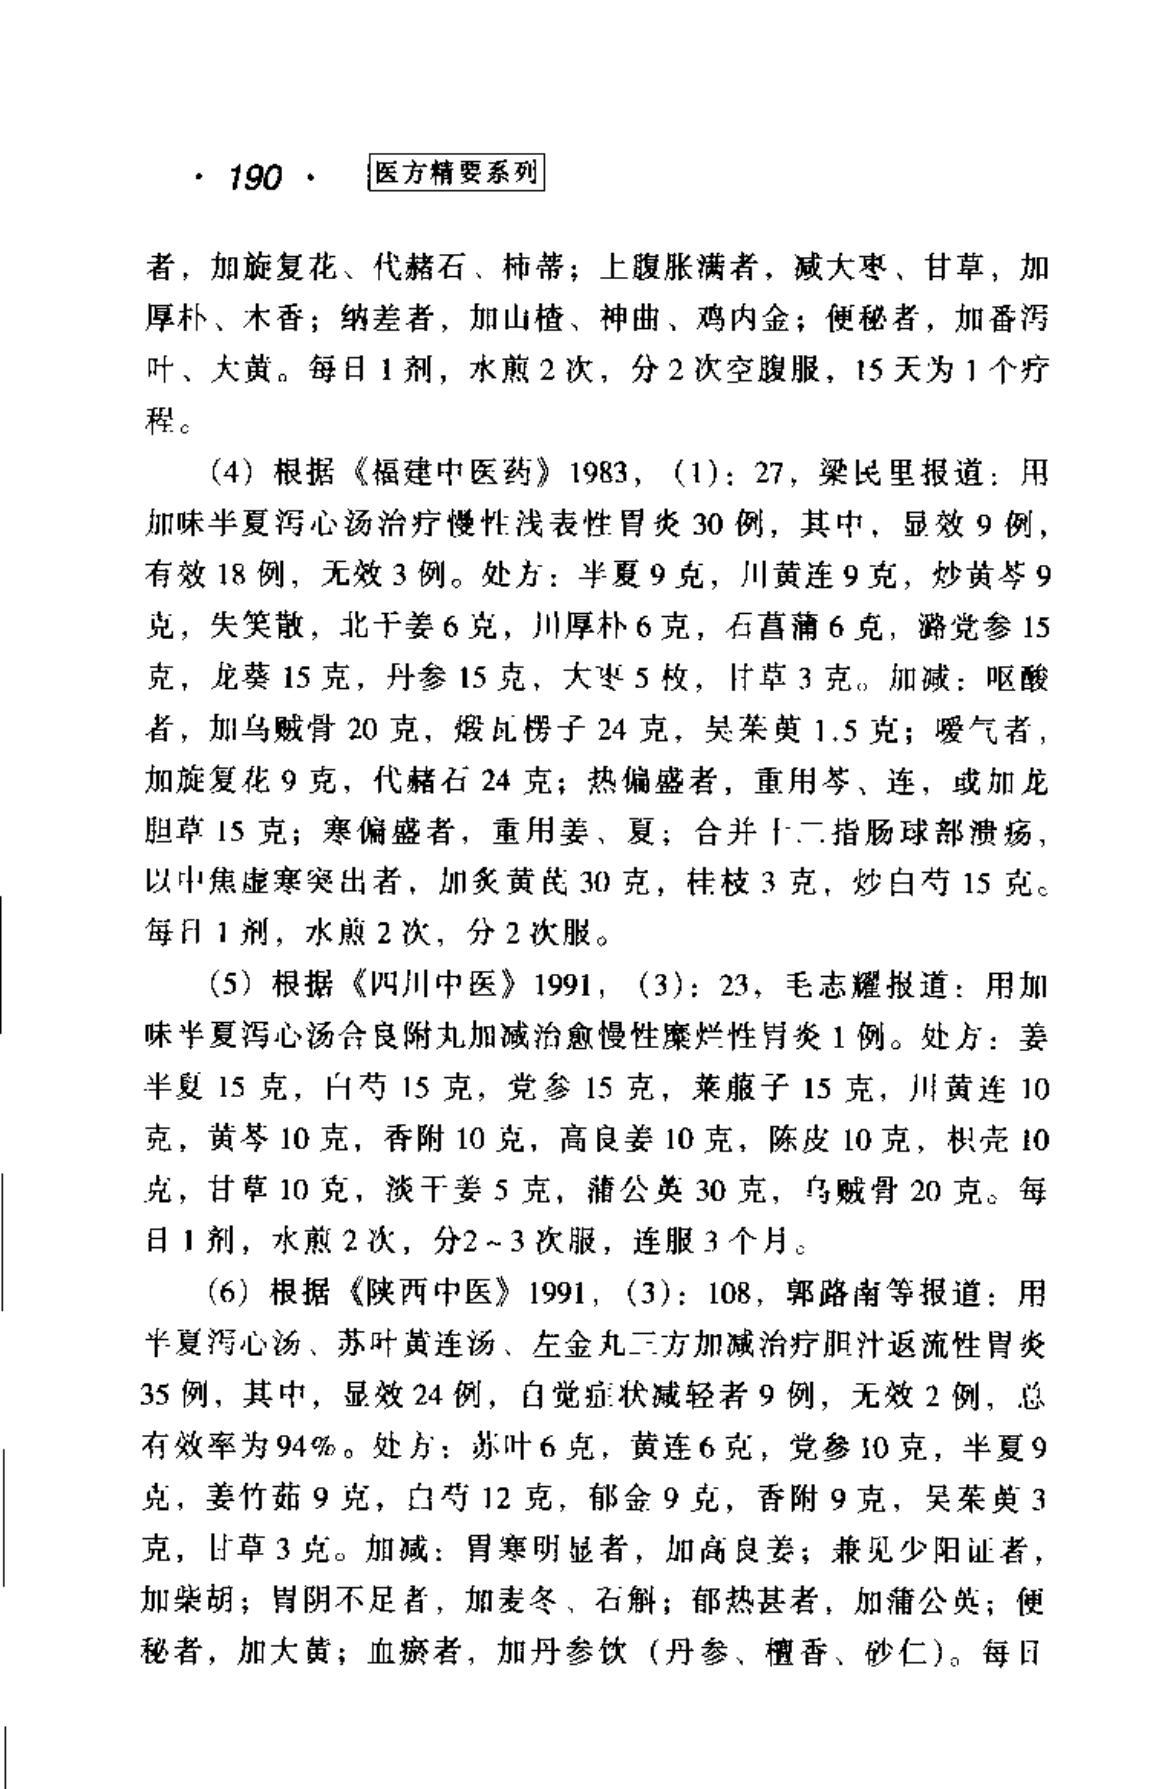 · 190 · 医方精要系列
者，加旋复花、代赭石、柿蒂；上腹胀满者，减大枣、甘草，加
厚朴、木香；纳差者，加山楂、神曲、鸡内金；便秘者，加番泻
叶、大黄。每日 1 剂，水煎 2 次，分 2 次空腹服，15 天为 1 个疗
程。
（4）根据《福建中医药》1983，（1）：27，梁民里报道：用
加味半夏泻心汤治疗慢性浅表性胃炎 30 例，其中，显效 9 例，
有效 18 例，无效 3 例。处方：半夏 9 克，川黄连 9 克，炒黄芩 9
克，失笑散，北干姜 6 克，川厚朴 6 克，石菖蒲 6 克，潞党参 15
克，龙葵 15 克，丹参 15 克，大枣 5 枚，甘草 3 克。加减：呕酸
者，加乌贼骨 20 克，煅瓦楞子 24 克，吴茱萸 1.5 克；嗳气者，
加旋复花 9 克，代赭石 24 克；热偏盛者，重用芩、连，或加龙
胆草 15 克；寒偏盛者，重用姜、夏；合并十二指肠球部溃疡，
以中焦虚寒突出者，加炙黄芪 30 克，桂枝 3 克，炒白芍 15 克。
每日 1 剂，水煎 2 次，分 2 次服。
（5）根据《四川中医》1991，（3）：23，毛志耀报道：用加
味半夏泻心汤合良附丸加减治愈慢性糜烂性胃炎 1 例。处方：姜
半夏 15 克，白芍 15 克，党参 15 克，莱菔子 15 克，川黄连 10
克，黄芩 10 克，香附 10 克，高良姜 10 克，陈皮 10 克，枳壳 10
克，甘草 10 克，淡干姜 5 克，蒲公英 30 克，乌贼骨 20 克。每
日 1 剂，水煎 2 次，分2～3 次服，连服 3 个月。
（6）根据《陕西中医》1991，（3）：108，郭路南等报道：用
半夏泻心汤、苏叶黄连汤、左金丸三方加减治疗胆汁返流性胃炎
35 例，其中，显效 24 例，自觉症状减轻者 9 例，无效 2 例，总
有效率为94%。处方：苏叶 6 克，黄连 6 克，党参 10 克，半夏 9
克，姜竹茹 9 克，白芍 12 克，郁金 9 克，香附 9 克，吴茱萸 3
克，甘草 3 克。加减：胃寒明显者，加高良姜；兼见少阳证者，
加柴胡；胃阴不足者，加麦冬、石斛；郁热甚者，加蒲公英；便
秘者，加大黄；血瘀者，加丹参饮（丹参、檀香、砂仁）。每日